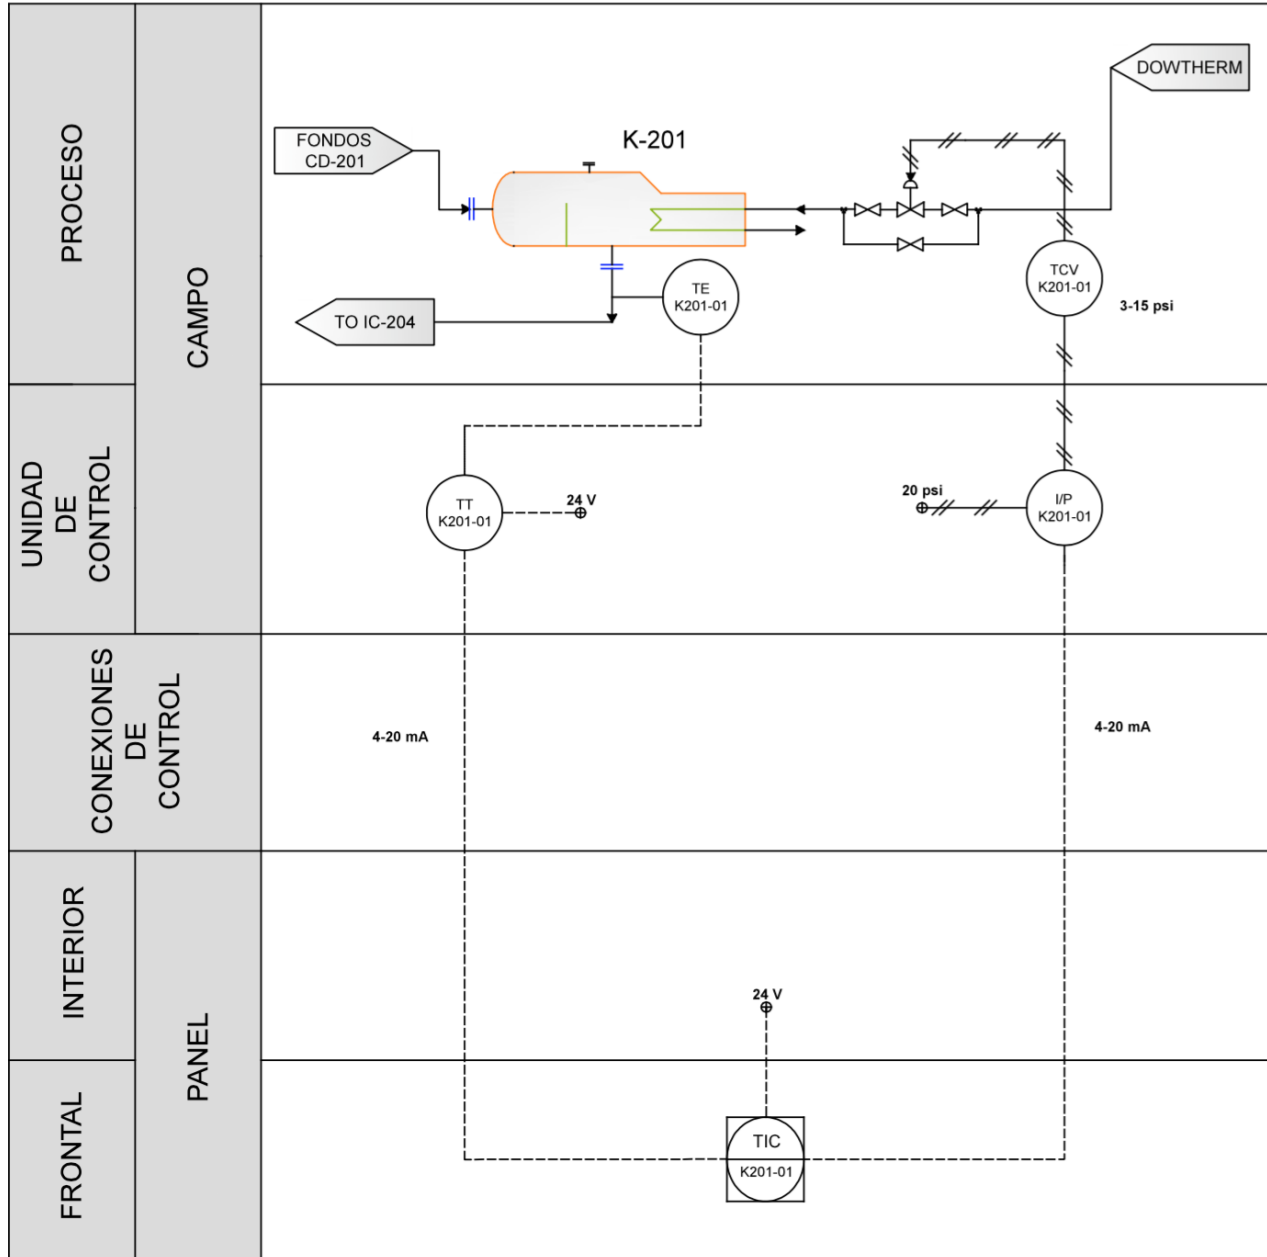 PROCESO
CAMPO
UNIDAD
DE
CONTROL
CONEXIONES
DE
CONTROL
INTERIOR
PANEL
FRONTAL
DOWTHERM
FONDOS
CD-201
K-201
TE
K201-01
TCV
K201-01
3-15 psi
TO IC-204
TT
K201-01
24 V
20 psi
I/P
K201-01
4-20 mA
4-20 mA
24 V
TIC
K201-01